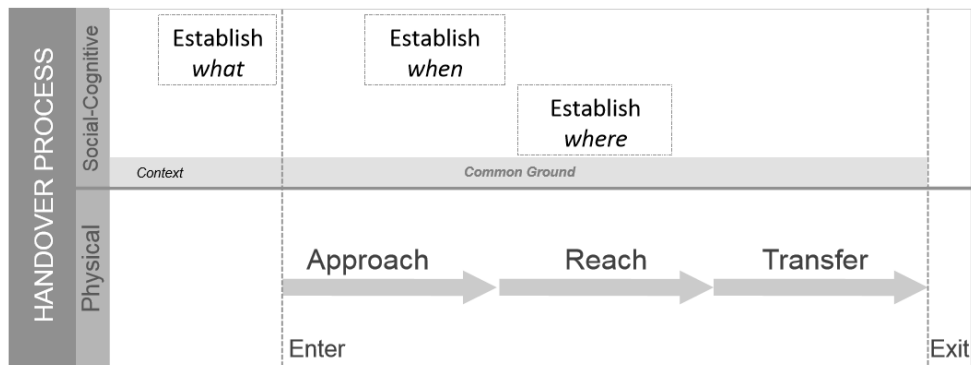 HANDOVER PROCESS
Social-Cognitive
Establish
what
Establish
when
Establish
where
Context
Common Ground
Physical
Approach
Reach
Transfer
Enter
Exit